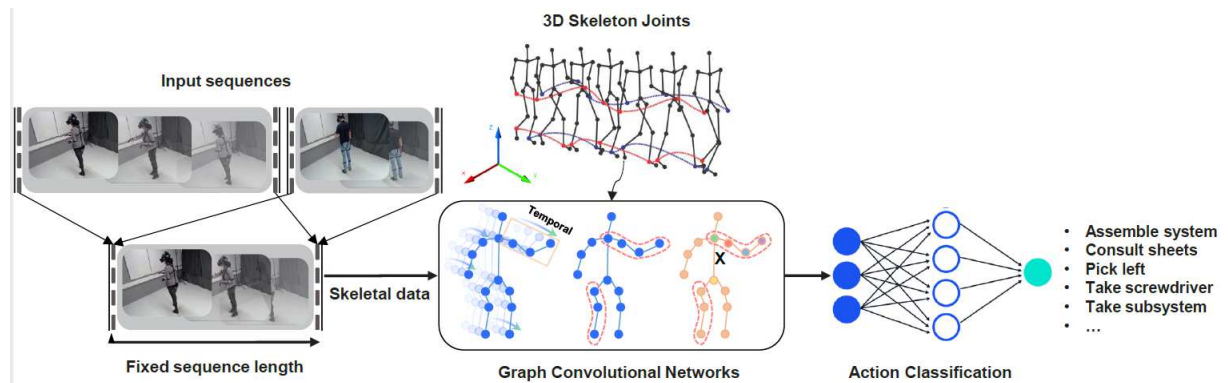 3D Skeleton Joints
Input sequences
z
x
y
Temporal
X
Skeletal data
Fixed sequence length
Graph Convolutional Networks
Action Classification
• Assemble system
• Consult sheets
• Pick left
• Take screwdriver
• Take subsystem
• ...